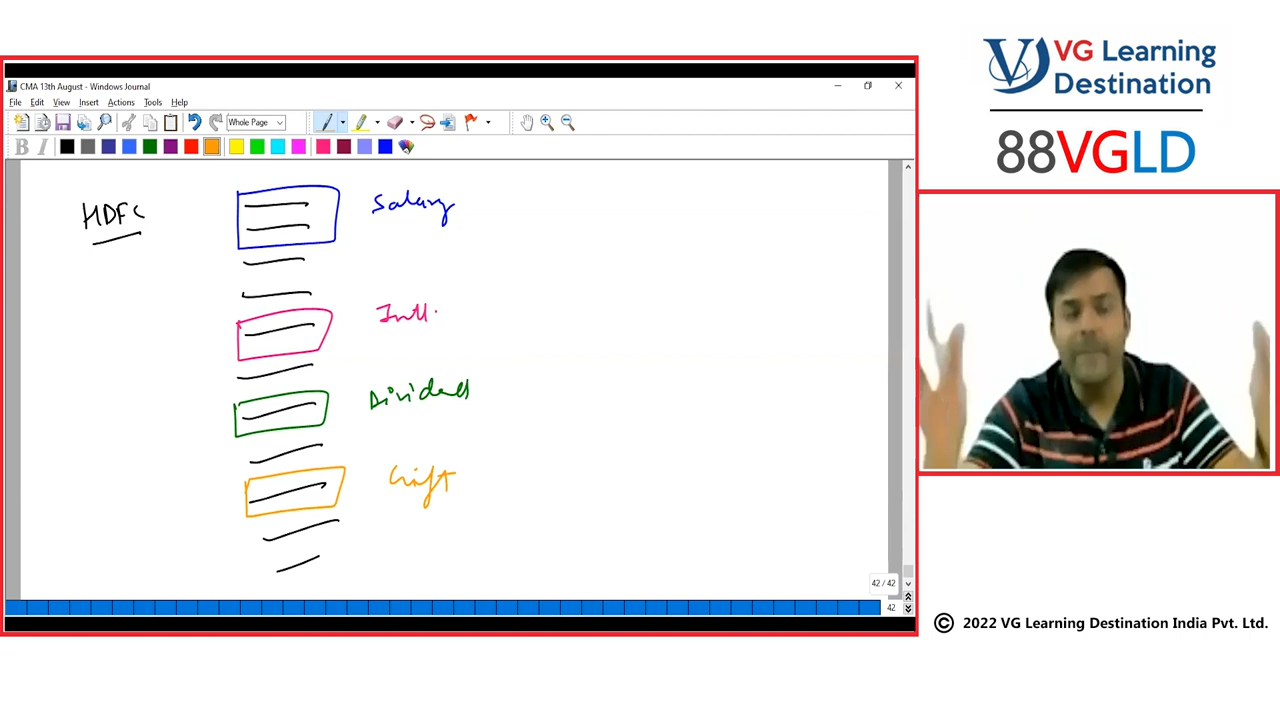 CMA 13th August - Windows Journal
File Edit View Insert Actions Tools Help
Whole Page
B I
HDFC
Salary
Intt.
Dividend
Gift
42 / 42
42
VG Learning
Destination
88VGLD
© 2022 VG Learning Destination India Pvt. Ltd.